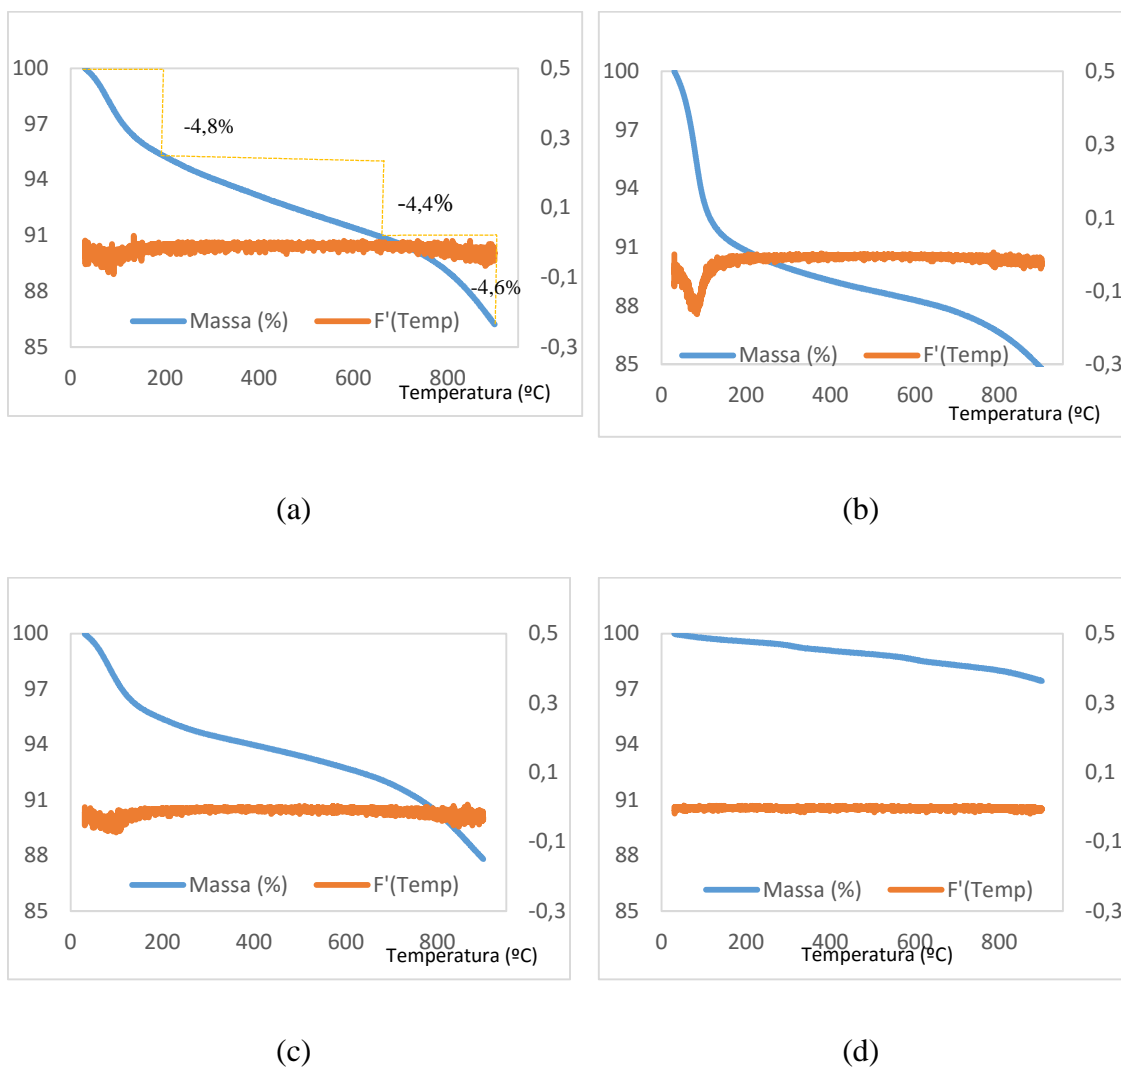 100
97
94
91
88
85
0,5
0,3
0,1
-0,1
-0,3
-4,8%
-4,4%
-4,6%
Massa (%) F'(Temp)
0 200 400 600 800
Temperatura (ºC)
(a)
100
97
94
91
88
85
0,5
0,3
0,1
-0,1
-0,3
Massa (%) F'(Temp)
0 200 400 600 800
Temperatura (ºC)
(b)
100
97
94
91
88
85
0,5
0,3
0,1
-0,1
-0,3
Massa (%) F'(Temp)
0 200 400 600 800
Temperatura (ºC)
(c)
100
97
94
91
88
85
0,5
0,3
0,1
-0,1
-0,3
Massa (%) F'(Temp)
0 200 400 600 800
Temperatura (ºC)
(d)